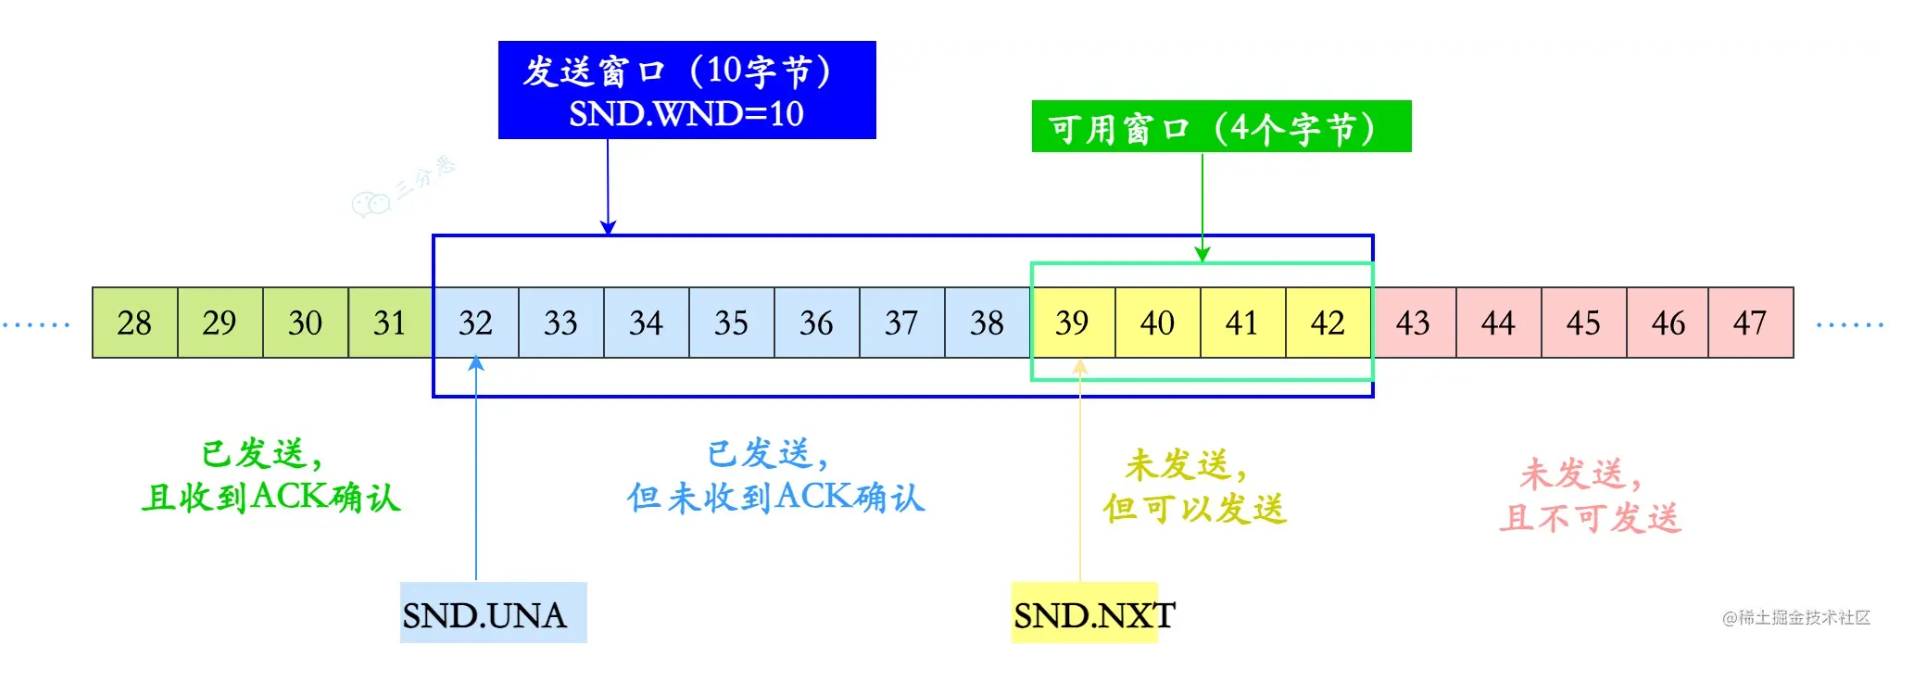 发送窗口（10字节）
SND.WND=10
可用窗口（4个字节）
三分恶
...... 28 29 30 31 32 33 34 35 36 37 38 39 40 41 42 43 44 45 46 47 ......
已发送，
且收到ACK确认
已发送，
但未收到ACK确认
未发送，
但可以发送
未发送，
且不可发送
SND.UNA
SND.NXT
@稀土掘金技术社区